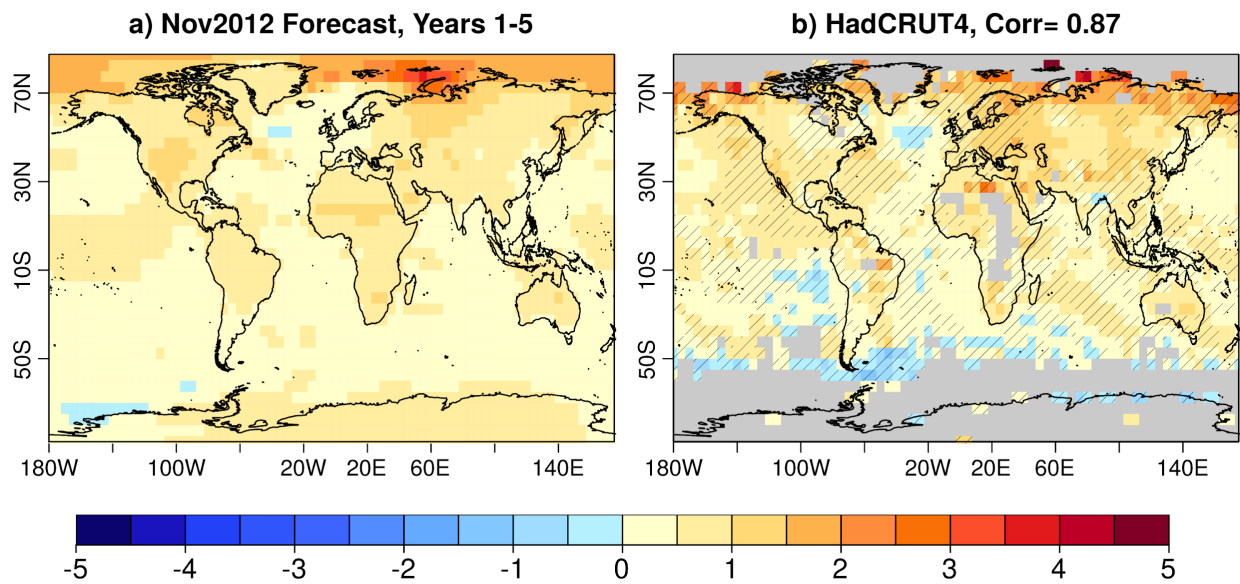 a) Nov2012 Forecast, Years 1-5
b) HadCRUT4, Corr= 0.87
70N
30N
10S
50S
180W 100W 20W 20E 60E 140E
70N
30N
10S
50S
180W 100W 20W 20E 60E 140E
-5 -4 -3 -2 -1 0 1 2 3 4 5